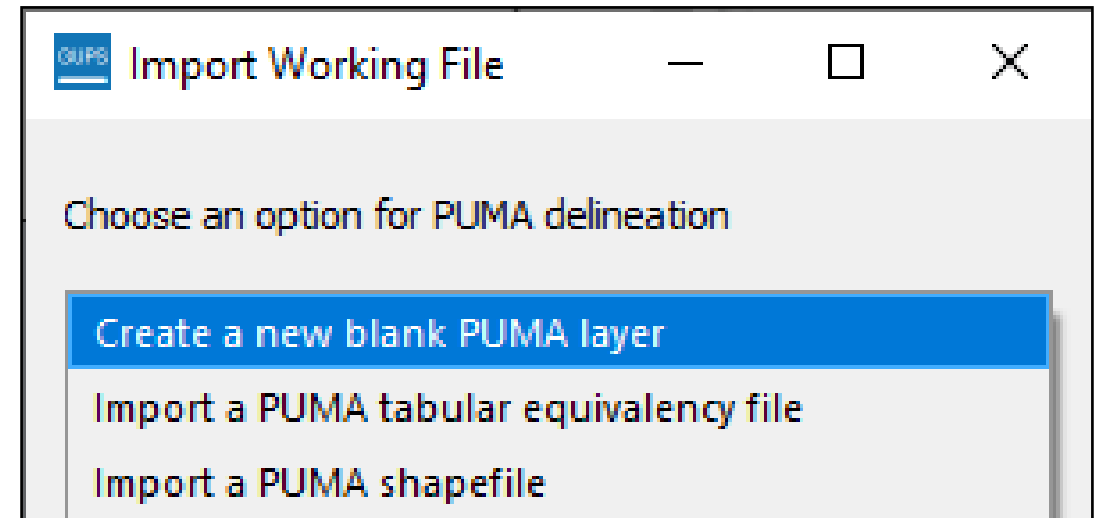 GUPS
Import Working File
Choose an option for PUMA delineation
Create a new blank PUMA layer
Import a PUMA tabular equivalency file
Import a PUMA shapefile